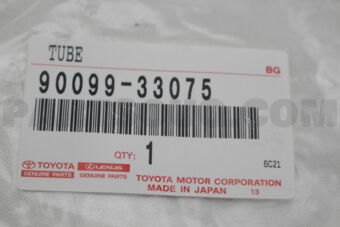 TUBE
BG
90099-33075
QTY: 1
6C21
TOYOTA LEXUS
GENUINE PARTS GENUINE PARTS
TOYOTA MOTOR CORPORATION
MADE IN JAPAN 13